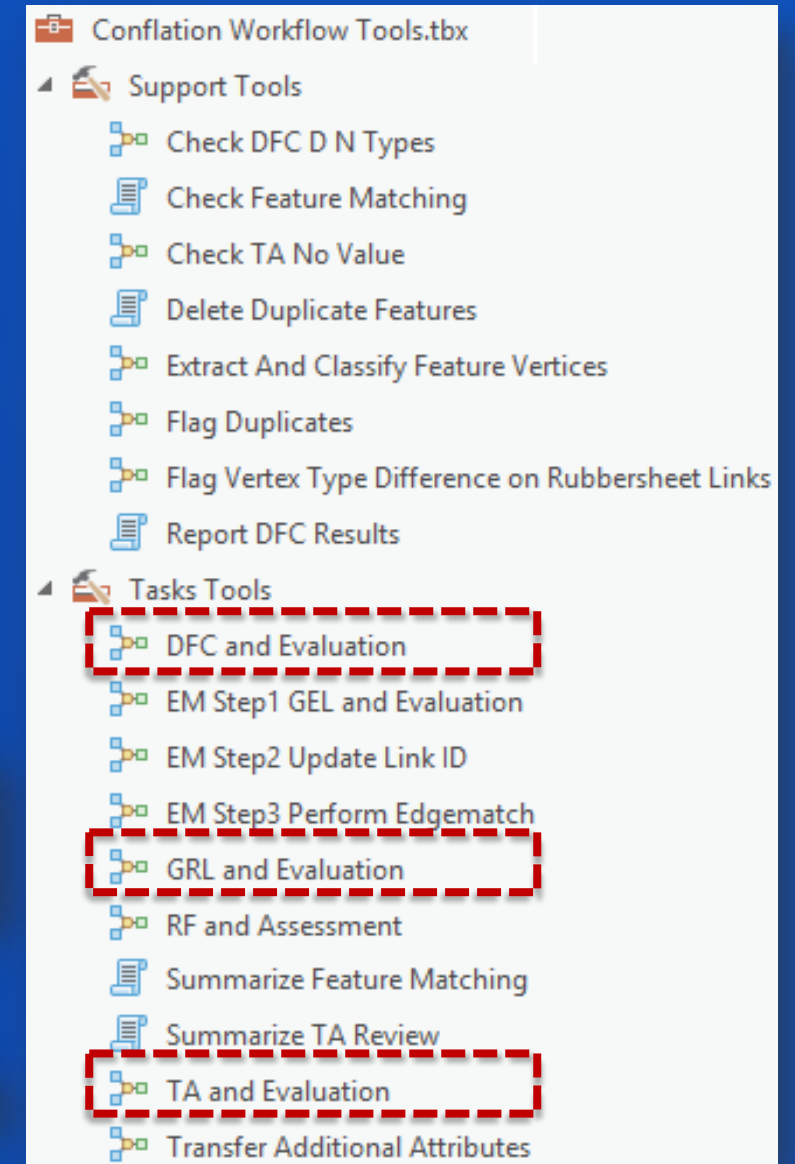 Conflation Workflow Tools.tbx
Support Tools
Check DFC D N Types
Check Feature Matching
Check TA No Value
Delete Duplicate Features
Extract And Classify Feature Vertices
Flag Duplicates
Flag Vertex Type Difference on Rubbersheet Links
Report DFC Results
Tasks Tools
DFC and Evaluation
EM Step1 GEL and Evaluation
EM Step2 Update Link ID
EM Step3 Perform Edgematch
GRL and Evaluation
RF and Assessment
Summarize Feature Matching
Summarize TA Review
TA and Evaluation
Transfer Additional Attributes